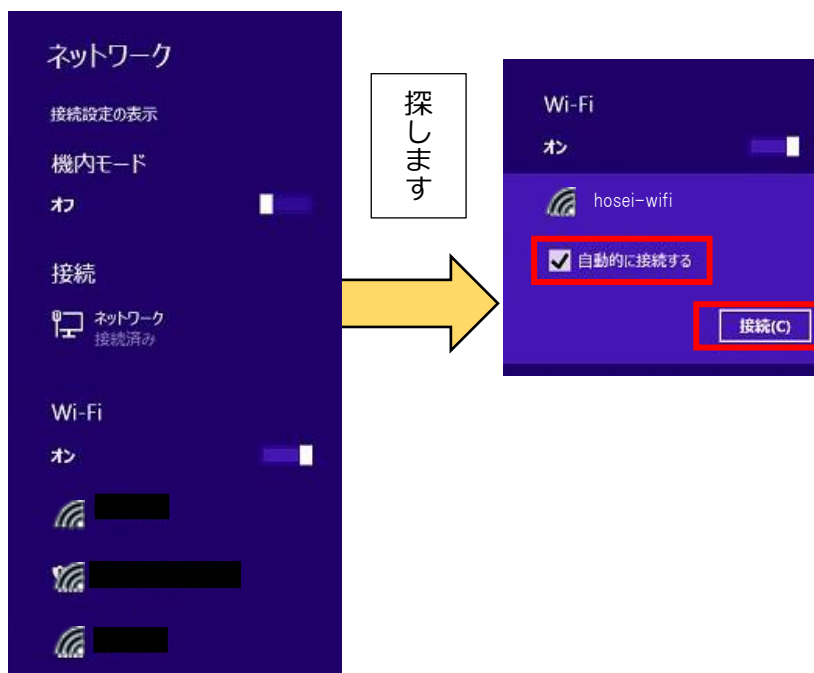 ネットワーク
接続設定の表示
機内モード
オフ
接続
ネットワーク
接続済み
Wi-Fi
オン
探します
Wi-Fi
オン
hosei-wifi
自動的に接続する
接続(C)